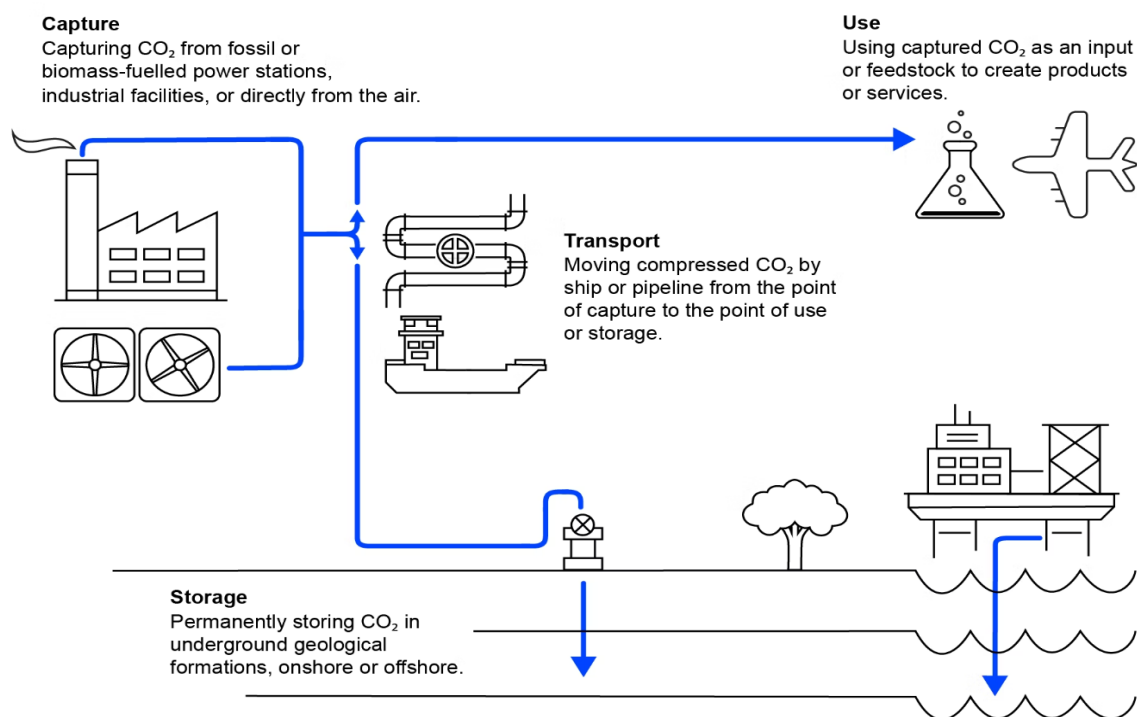 Capture
Capturing CO₂ from fossil or
biomass-fuelled power stations,
industrial facilities, or directly from the air.
Use
Using captured CO₂ as an input
or feedstock to create products
or services.
Transport
Moving compressed CO₂ by
ship or pipeline from the point
of capture to the point of use
or storage.
Storage
Permanently storing CO₂ in
underground geological
formations, onshore or offshore.